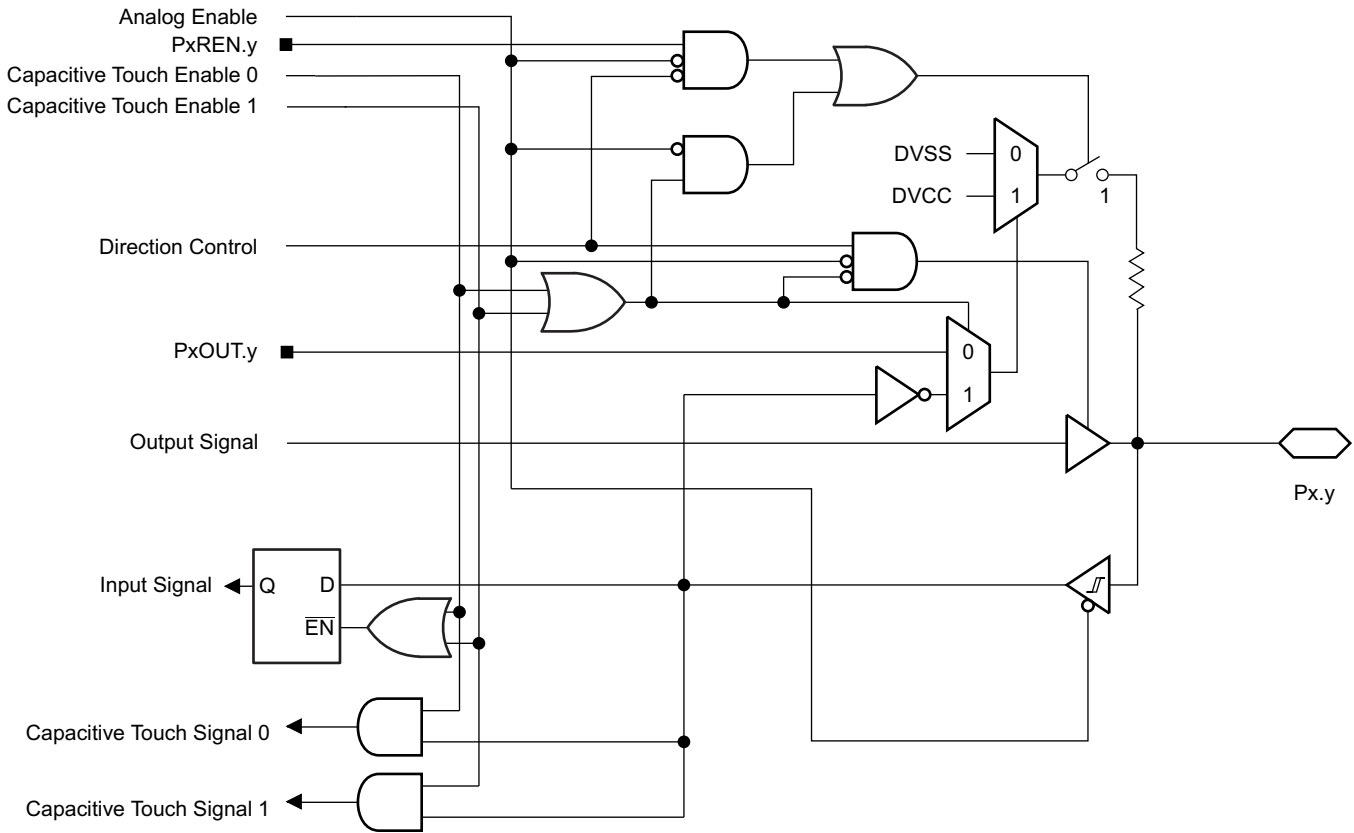 Analog Enable
PxREN.y
Capacitive Touch Enable 0
Capacitive Touch Enable 1
DVSS
0
DVCC
1
1
Direction Control
PxOUT.y
0
1
Output Signal
Px.y
Input Signal
Q
D
EN
Capacitive Touch Signal 0
Capacitive Touch Signal 1